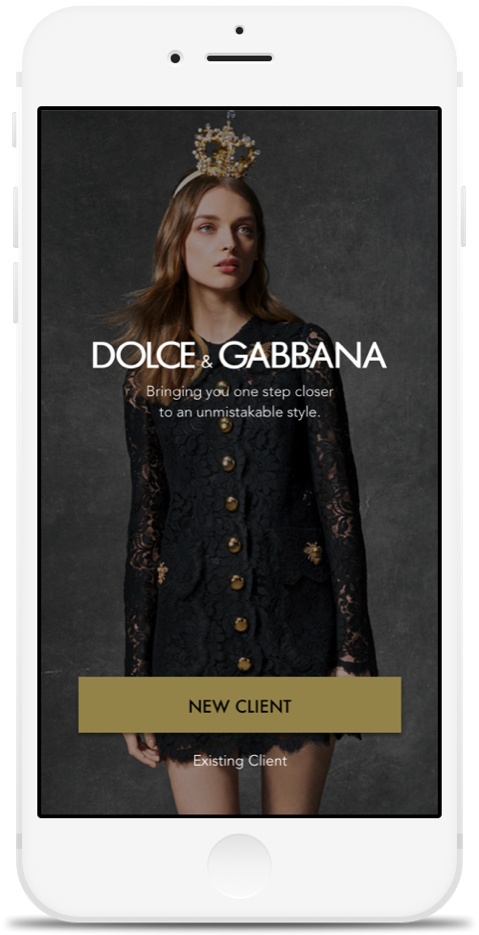 DOLCE & GABBANA
Bringing you one step closer
to an unmistakable style.
NEW CLIENT
Existing Client